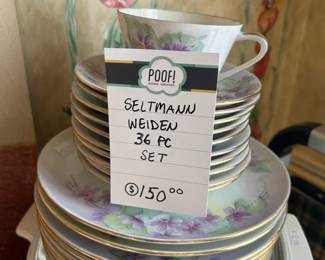 POOF!
SELTMANN
WEIDEN
36 PC
SET
$150.00